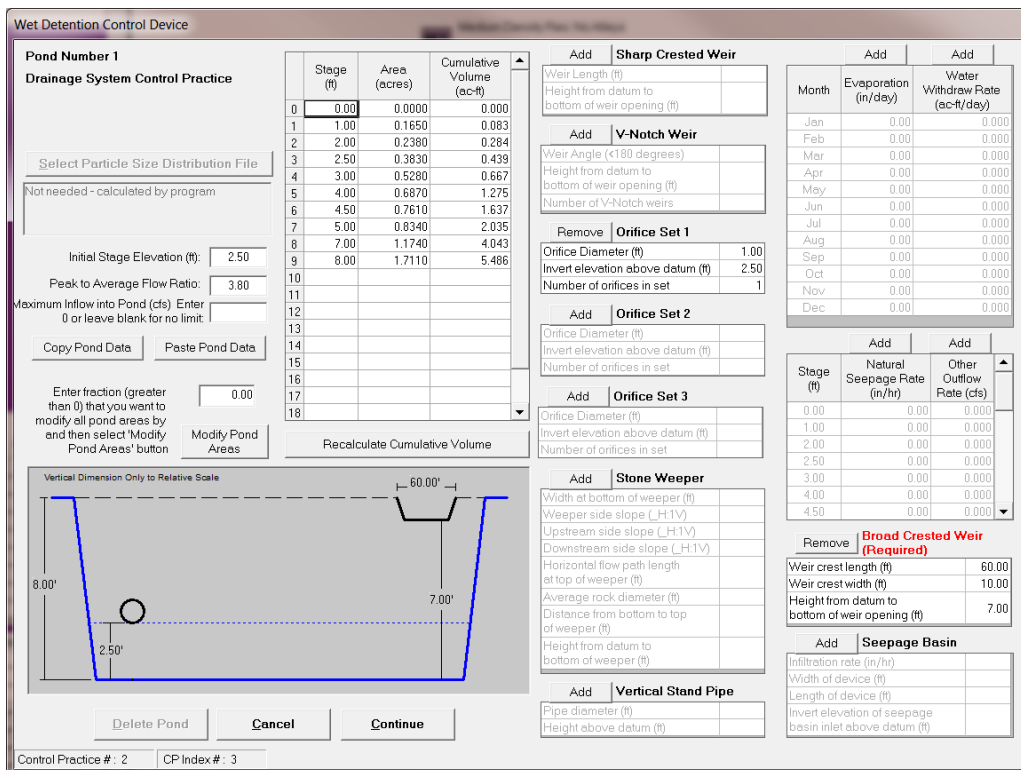 Wet Detention Control Device
Pond Number 1
Drainage System Control Practice
Select Particle Size Distribution File
Not needed - calculated by program
Initial Stage Elevation (ft): 2.50
Peak to Average Flow Ratio: 3.80
Maximum Inflow into Pond (cfs) Enter
0 or leave blank for no limit:
Copy Pond Data Paste Pond Data
Enter fraction (greater
than 0) that you want to
modify all pond areas by
and then select 'Modify
Pond Areas' button
0.00
Modify Pond
Areas
Stage
(ft)
Area
(acres)
Cumulative
Volume
(ac-ft)
0 0.00 0.0000 0.000
1 1.00 0.1650 0.083
2 2.00 0.2380 0.284
3 2.50 0.3830 0.439
4 3.00 0.5280 0.667
5 4.00 0.6870 1.275
6 4.50 0.7610 1.637
7 5.00 0.8340 2.035
8 7.00 1.1740 4.043
9 8.00 1.7110 5.486
10
11
12
13
14
15
16
17
18
Recalculate Cumulative Volume
Vertical Dimension Only to Relative Scale
60.00'
8.00'
7.00'
2.50'
Delete Pond Cancel Continue
Control Practice # : 2 CP Index # : 3
Add Sharp Crested Weir
Weir Length (ft)
Height from datum to
bottom of weir opening (ft)
Add V-Notch Weir
Weir Angle (<180 degrees)
Height from datum to
bottom of weir opening (ft)
Number of V-Notch weirs
Remove Orifice Set 1
Orifice Diameter (ft) 1.00
Invert elevation above datum (ft) 2.50
Number of orifices in set 1
Add Orifice Set 2
Orifice Diameter (ft)
Invert elevation above datum (ft)
Number of orifices in set
Add Orifice Set 3
Orifice Diameter (ft)
Invert elevation above datum (ft)
Number of orifices in set
Add Stone Weeper
Width at bottom of weeper (ft)
Weeper side slope (_H:1V)
Upstream side slope (_H:1V)
Downstream side slope (_H:1V)
Horizontal flow path length
at top of weeper (ft)
Average rock diameter (ft)
Distance from bottom to top
of weeper (ft)
Height from datum to
bottom of weeper (ft)
Add Vertical Stand Pipe
Pipe diameter (ft)
Height above datum (ft)
Add Add
Month
Evaporation
(in/day)
Water
Withdraw Rate
(ac-ft/day)
Jan 0.00 0.000
Feb 0.00 0.000
Mar 0.00 0.000
Apr 0.00 0.000
May 0.00 0.000
Jun 0.00 0.000
Jul 0.00 0.000
Aug 0.00 0.000
Sep 0.00 0.000
Oct 0.00 0.000
Nov 0.00 0.000
Dec 0.00 0.000
Add Add
Stage
(ft)
Natural
Seepage Rate
(in/hr)
Other
Outflow
Rate (cfs)
0.00 0.00 0.000
1.00 0.00 0.000
2.00 0.00 0.000
2.50 0.00 0.000
3.00 0.00 0.000
4.00 0.00 0.000
4.50 0.00 0.000
Remove Broad Crested Weir
(Required)
Weir crest length (ft) 60.00
Weir crest width (ft) 10.00
Height from datum to
bottom of weir opening (ft) 7.00
Add Seepage Basin
Infiltration rate (in/hr)
Width of device (ft)
Length of device (ft)
Invert elevation of seepage
basin inlet above datum (ft)